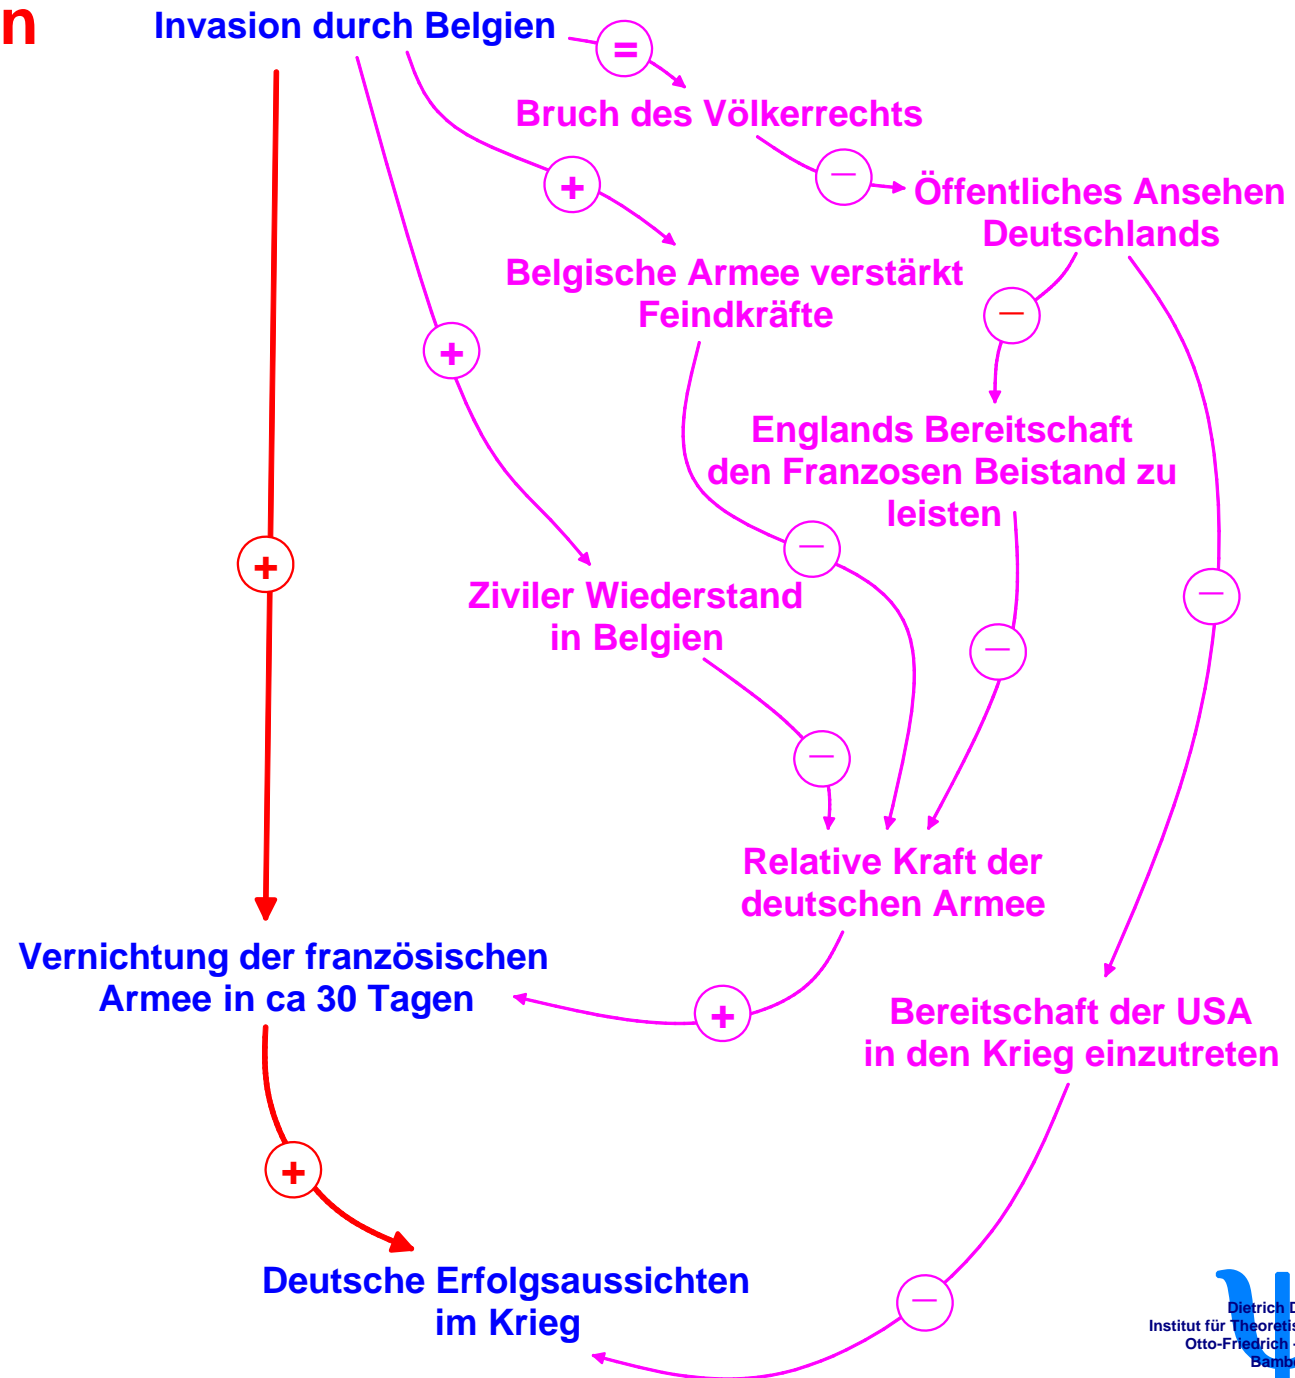 n
Invasion durch Belgien
=
Bruch des Völkerrechts
–
+
Öffentliches Ansehen
Deutschlands
Belgische Armee verstärkt
Feindkräfte
–
+
Englands Bereitschaft
den Franzosen Beistand zu
leisten
–
+
Ziviler Wiederstand
in Belgien
–
–
–
Relative Kraft der
deutschen Armee
Vernichtung der französischen
Armee in ca 30 Tagen
+
Bereitschaft der USA
in den Krieg einzutreten
+
Deutsche Erfolgsaussichten
im Krieg
–
Dietrich D
Institut für Theoretis
Otto-Friedrich -
Bamb